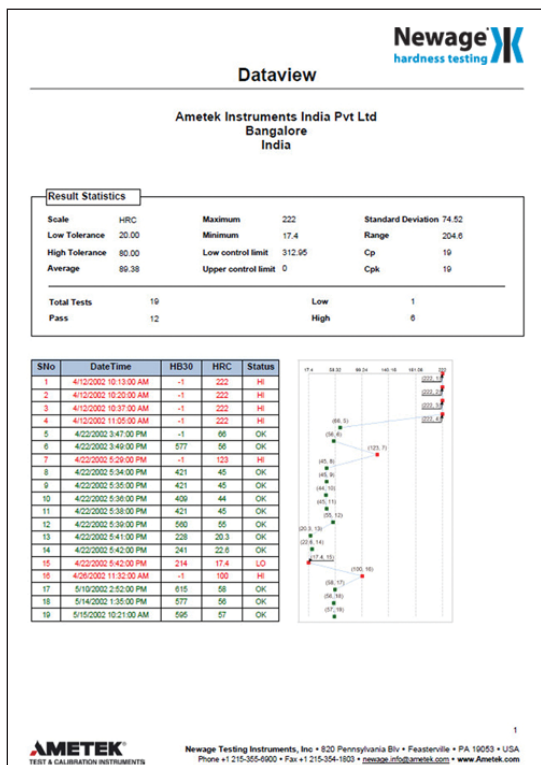 Newage
hardness testing
Dataview
Ametek Instruments India Pvt Ltd
Bangalore
India
Result Statistics
Scale HRC Maximum 222 Standard Deviation 74.52
Low Tolerance 20.00 Minimum 17.4 Range 204.6
High Tolerance 80.00 Low control limit 312.95 Cp 19
Average 89.38 Upper control limit 0 Cpk 19
Total Tests 19 Low 1
Pass 12 High 6
SNo DateTime HB30 HRC Status
1 4/12/2002 10:13:00 AM -1 222 HI
2 4/12/2002 10:20:00 AM -1 222 HI
3 4/12/2002 10:37:00 AM -1 222 HI
4 4/12/2002 11:05:00 AM -1 222 HI
5 4/22/2002 3:47:00 PM -1 66 OK
6 4/22/2002 3:49:00 PM 577 56 OK
7 4/22/2002 5:29:00 PM -1 123 HI
8 4/22/2002 5:34:00 PM 421 45 OK
9 4/22/2002 5:35:00 PM 421 45 OK
10 4/22/2002 5:36:00 PM 409 44 OK
11 4/22/2002 5:38:00 PM 421 45 OK
12 4/22/2002 5:39:00 PM 560 55 OK
13 4/22/2002 5:41:00 PM 228 20.3 OK
14 4/22/2002 5:42:00 PM 241 22.6 OK
15 4/22/2002 5:42:00 PM 214 17.4 LO
16 4/26/2002 11:32:00 AM -1 100 HI
17 5/10/2002 2:52:00 PM 615 58 OK
18 5/14/2002 1:35:00 PM 577 56 OK
19 5/15/2002 10:21:00 AM 595 57 OK
17.4 58.32 99.24 140.16 181.08 222
(222, 1)
(222, 2)
(222, 3)
(222, 4)
(66, 5)
(56, 6)
(123, 7)
(45, 8)
(45, 9)
(44, 10)
(45, 11)
(55, 12)
(20.3, 13)
(22.6, 14)
(17.4, 15)
(100, 16)
(58, 17)
(56, 18)
(57, 19)
1
AMETEK®
TEST & CALIBRATION INSTRUMENTS
Newage Testing Instruments, Inc • 820 Pennsylvania Blv • Feasterville • PA 19053 • USA
Phone +1 215-355-6900 • Fax +1 215-354-1803 • newage.info@ametek.com • www.Ametek.com